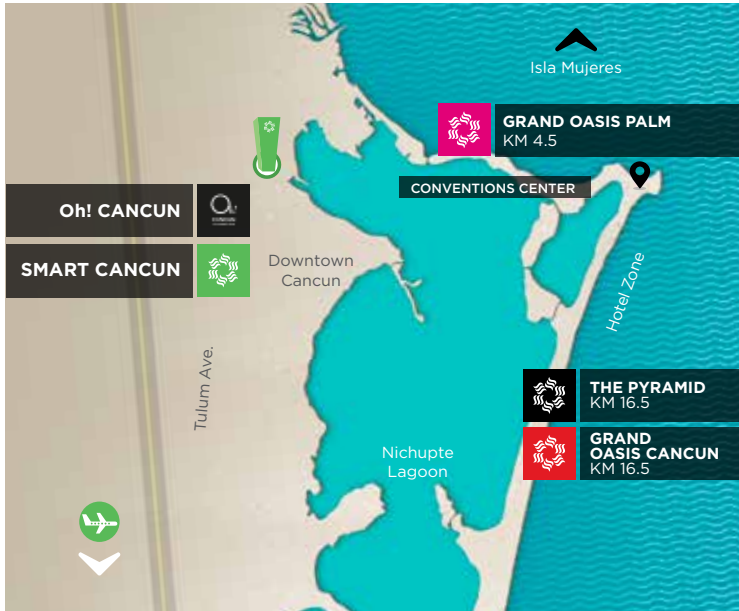 Isla Mujeres
GRAND OASIS PALM
KM 4.5
CONVENTIONS CENTER
Oh! CANCUN
SMART CANCUN
Downtown
Cancun
Hotel Zone
Tulum Ave.
THE PYRAMID
KM 16.5
GRAND
OASIS CANCUN
KM 16.5
Nichupte
Lagoon